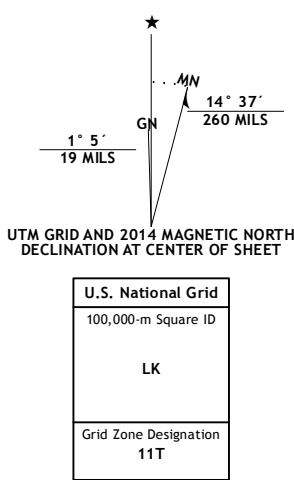 ★
MN
14° 37´
260 MILS
GN
1° 5´
19 MILS
UTM GRID AND 2014 MAGNETIC NORTH
DECLINATION AT CENTER OF SHEET
U.S. National Grid
100,000-m Square ID
LK
Grid Zone Designation
11T